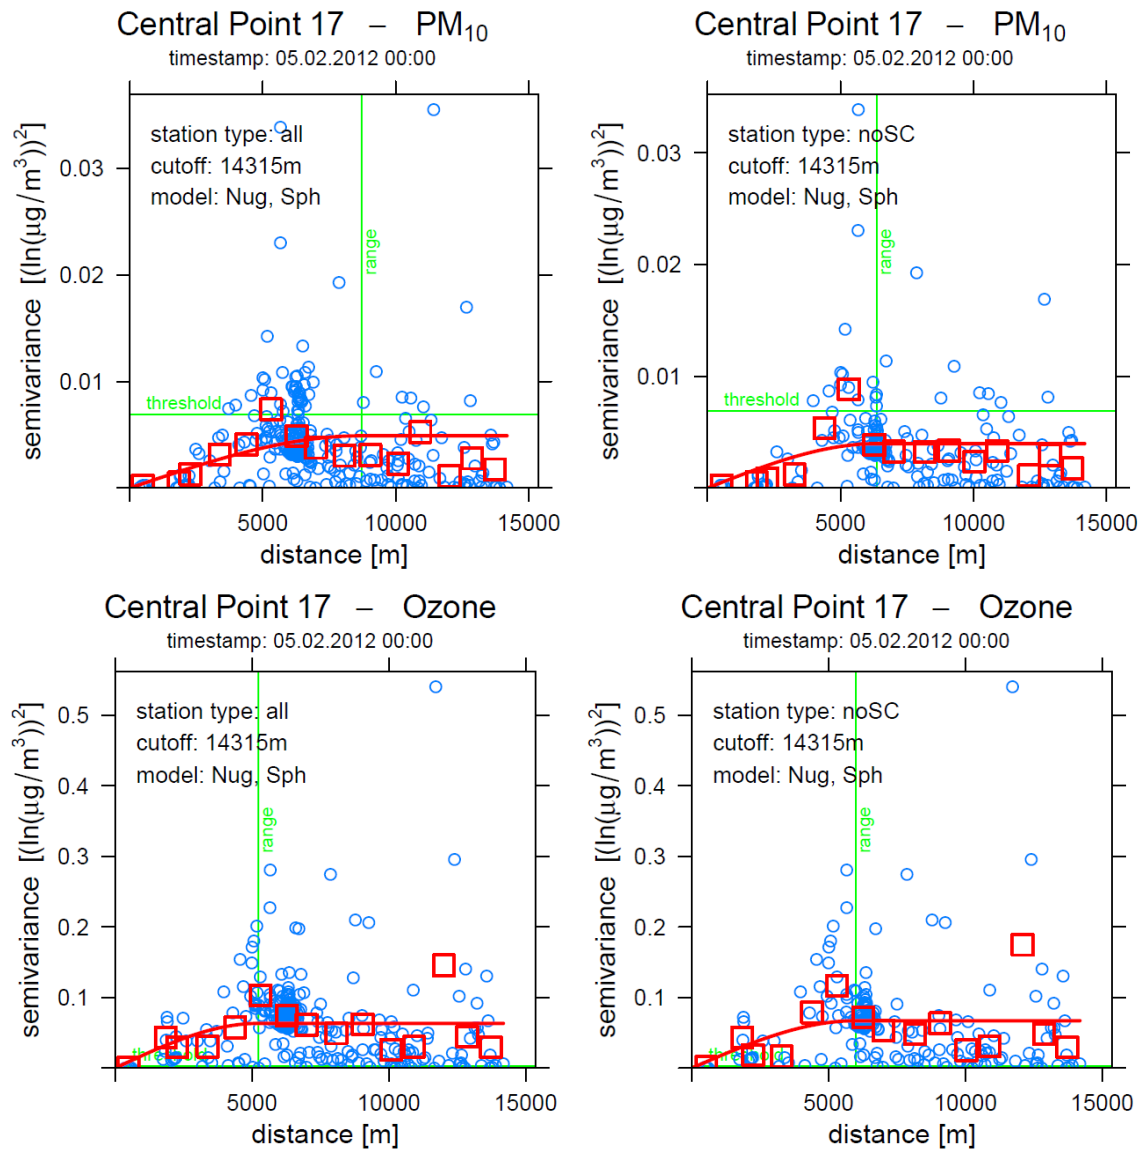 Central Point 17 – PM₁₀
timestamp: 05.02.2012 00:00
station type: all
cutoff: 14315m
model: Nug, Sph
range
threshold
0.03
0.02
0.01
semivariance [(ln(μg/m³))²]
5000 10000 15000
distance [m]
Central Point 17 – PM₁₀
timestamp: 05.02.2012 00:00
station type: noSC
cutoff: 14315m
model: Nug, Sph
range
threshold
0.03
0.02
0.01
semivariance [(ln(μg/m³))²]
5000 10000 15000
distance [m]
Central Point 17 – Ozone
timestamp: 05.02.2012 00:00
station type: all
cutoff: 14315m
model: Nug, Sph
range
threshold
0.5
0.4
0.3
0.2
0.1
semivariance [(ln(μg/m³))²]
5000 10000 15000
distance [m]
Central Point 17 – Ozone
timestamp: 05.02.2012 00:00
station type: noSC
cutoff: 14315m
model: Nug, Sph
range
threshold
0.5
0.4
0.3
0.2
0.1
semivariance [(ln(μg/m³))²]
5000 10000 15000
distance [m]